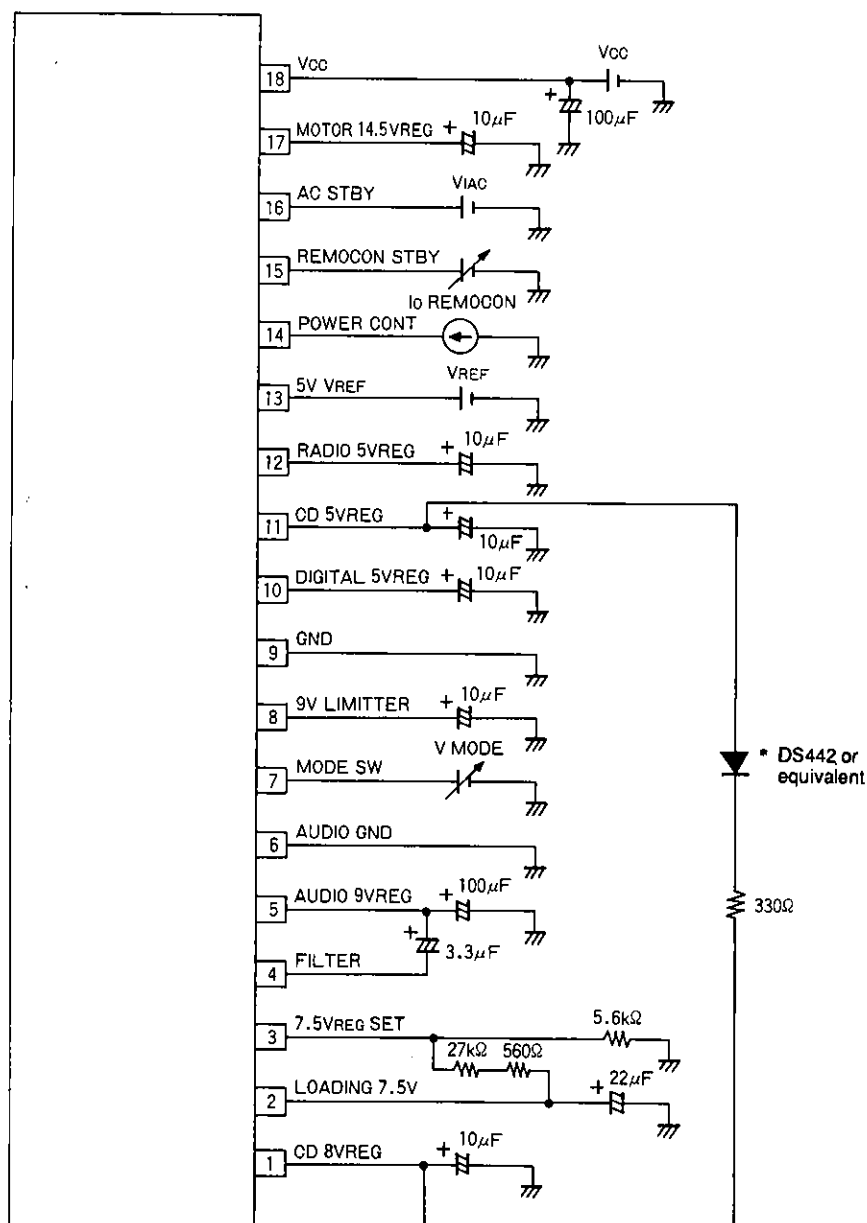 18 VCC VCC
+ 100µF
17 MOTOR 14.5VREG + 10µF
16 AC STBY VIAC
15 REMOCON STBY
Io REMOCON
14 POWER CONT
13 5V VREF VREF
12 RADIO 5VREG + 10µF
11 CD 5VREG + 10µF
10 DIGITAL 5VREG + 10µF
9 GND
8 9V LIMITTER + 10µF
7 MODE SW V MODE
* DS442 or
equivalent
6 AUDIO GND
5 AUDIO 9VREG + 100µF
330Ω
+ 3.3µF
4 FILTER
3 7.5VREG SET 5.6kΩ
27kΩ 560Ω
2 LOADING 7.5V + 22µF
1 CD 8VREG + 10µF